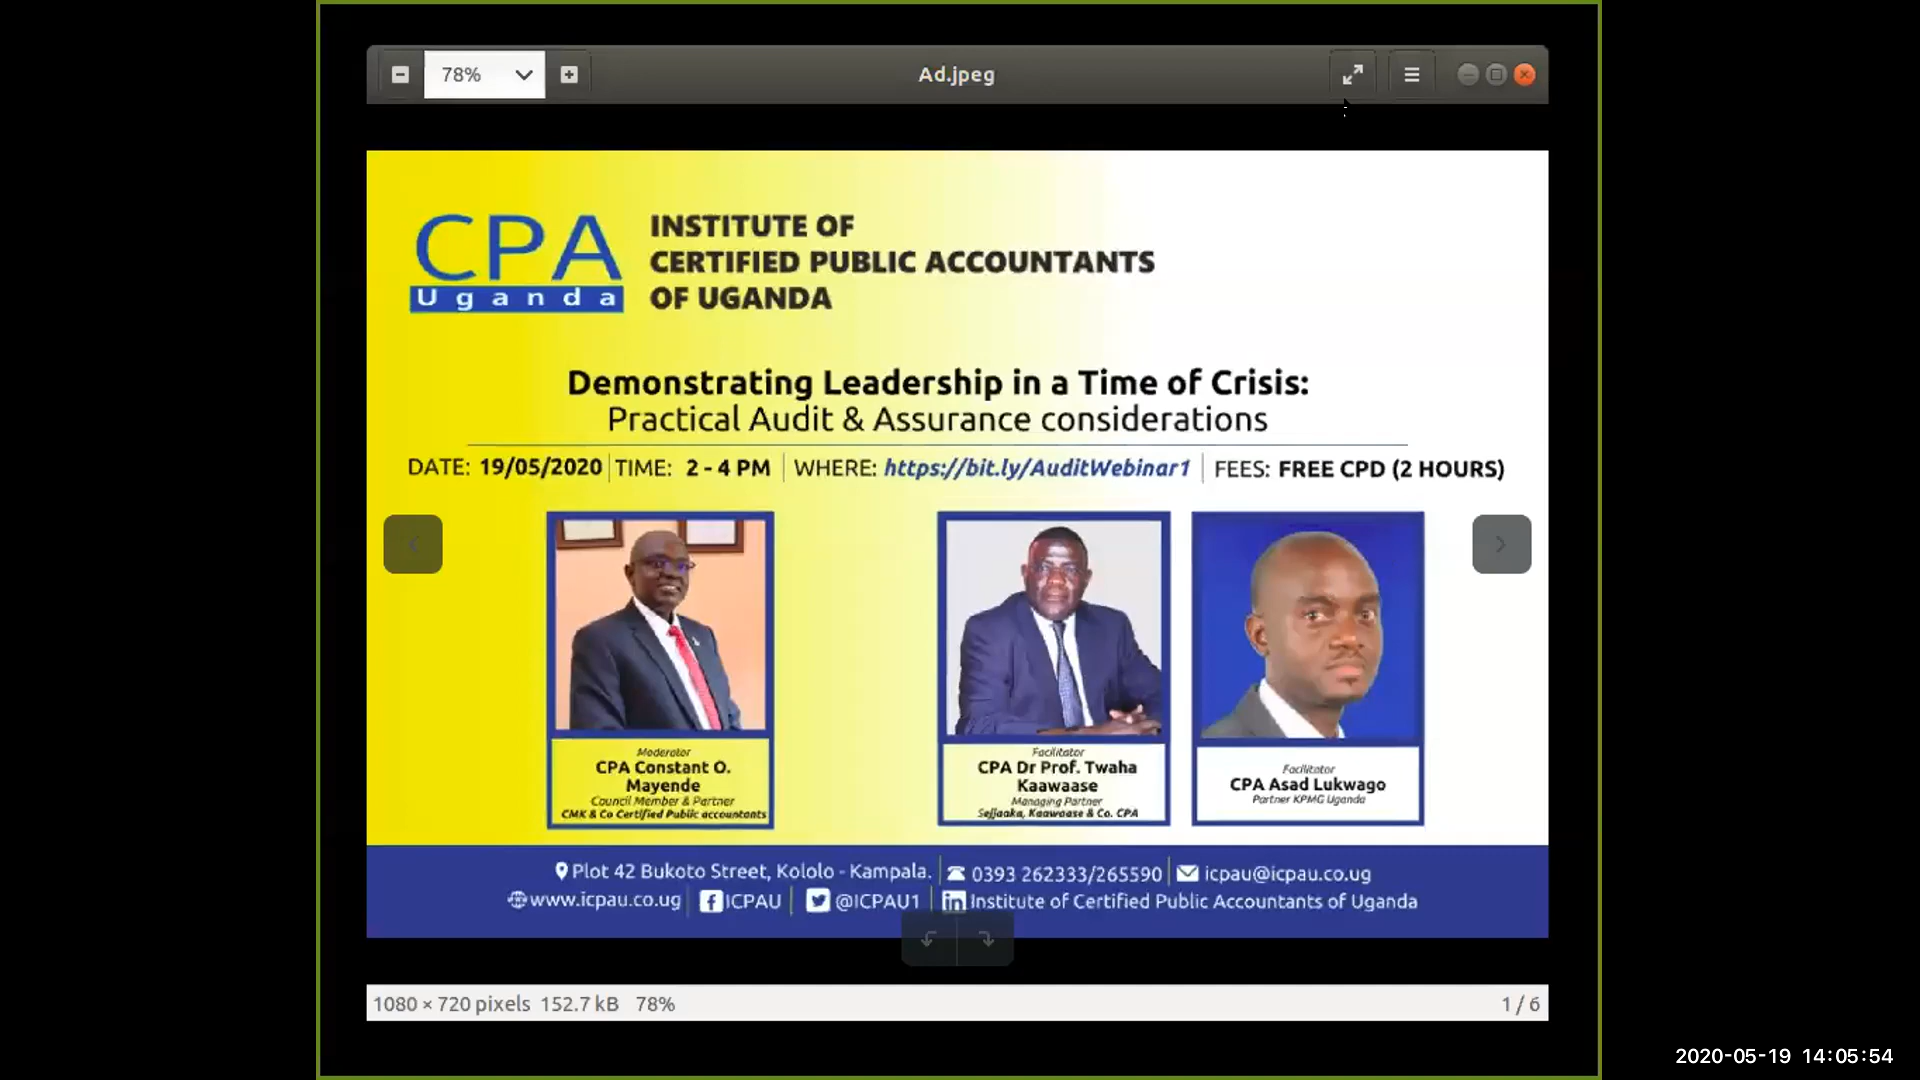 78%
Ad.jpeg
CPA
Uganda
INSTITUTE OF
CERTIFIED PUBLIC ACCOUNTANTS
OF UGANDA
Demonstrating Leadership in a Time of Crisis:
Practical Audit & Assurance considerations
DATE: 19/05/2020 TIME: 2 - 4 PM WHERE: https://bit.ly/AuditWebinar1 FEES: FREE CPD (2 HOURS)
Moderator
CPA Constant O.
Mayende
Council Member & Partner
CMK & Co Certified Public accountants
Facilitator
CPA Dr Prof. Twaha
Kaawaase
Managing Partner
Sejjaaka, Kaawaase & Co. CPA
Facilitator
CPA Asad Lukwago
Partner KPMG Uganda
Plot 42 Bukoto Street, Kololo - Kampala. 0393 262333/265590 icpau@icpau.co.ug
www.icpau.co.ug ICPAU @ICPAU1 Institute of Certified Public Accountants of Uganda
1080 × 720 pixels 152.7 kB 78% 1 / 6
2020-05-19 14:05:54